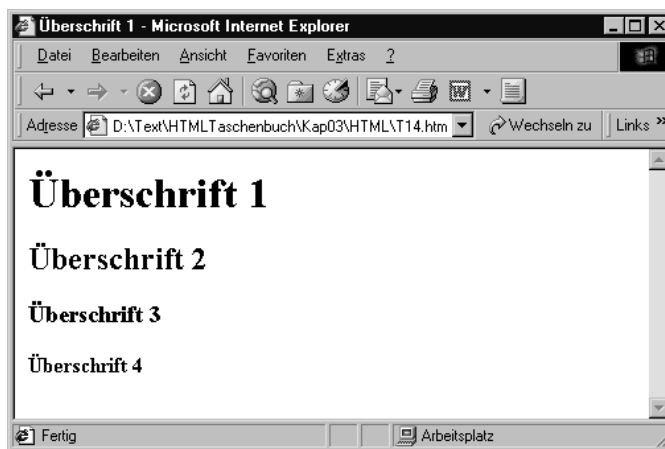 Überschrift 1 - Microsoft Internet Explorer
Datei Bearbeiten Ansicht Favoriten Extras ?
Adresse D:\Text\HTMLTaschenbuch\Kap03\HTML\T14.htm Wechseln zu Links »
Überschrift 1
Überschrift 2
Überschrift 3
Überschrift 4
Fertig Arbeitsplatz